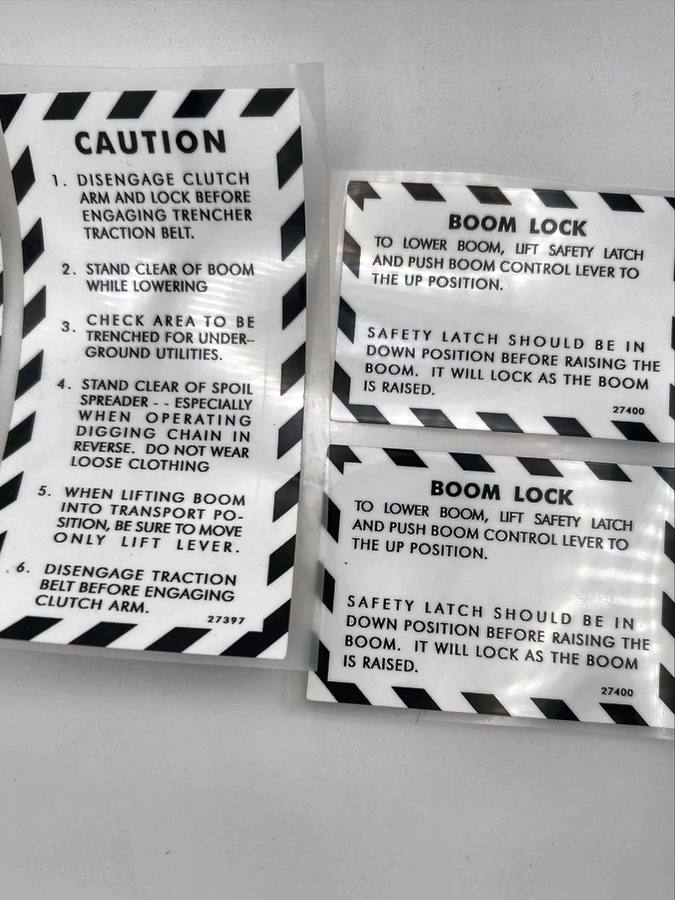 CAUTION
1. DISENGAGE CLUTCH
ARM AND LOCK BEFORE
ENGAGING TRENCHER
TRACTION BELT.
2. STAND CLEAR OF BOOM
WHILE LOWERING
3. CHECK AREA TO BE
TRENCHED FOR UNDER-
GROUND UTILITIES.
4. STAND CLEAR OF SPOIL
SPREADER - - ESPECIALLY
WHEN OPERATING
DIGGING CHAIN IN
REVERSE. DO NOT WEAR
LOOSE CLOTHING
5. WHEN LIFTING BOOM
INTO TRANSPORT PO-
SITION, BE SURE TO MOVE
ONLY LIFT LEVER.
6. DISENGAGE TRACTION
BELT BEFORE ENGAGING
CLUTCH ARM.
27397
BOOM LOCK
TO LOWER BOOM, LIFT SAFETY LATCH
AND PUSH BOOM CONTROL LEVER TO
THE UP POSITION.
SAFETY LATCH SHOULD BE IN
DOWN POSITION BEFORE RAISING THE
BOOM. IT WILL LOCK AS THE BOOM
IS RAISED.
27400
BOOM LOCK
TO LOWER BOOM, LIFT SAFETY LATCH
AND PUSH BOOM CONTROL LEVER TO
THE UP POSITION.
SAFETY LATCH SHOULD BE IN
DOWN POSITION BEFORE RAISING THE
BOOM. IT WILL LOCK AS THE BOOM
IS RAISED.
27400